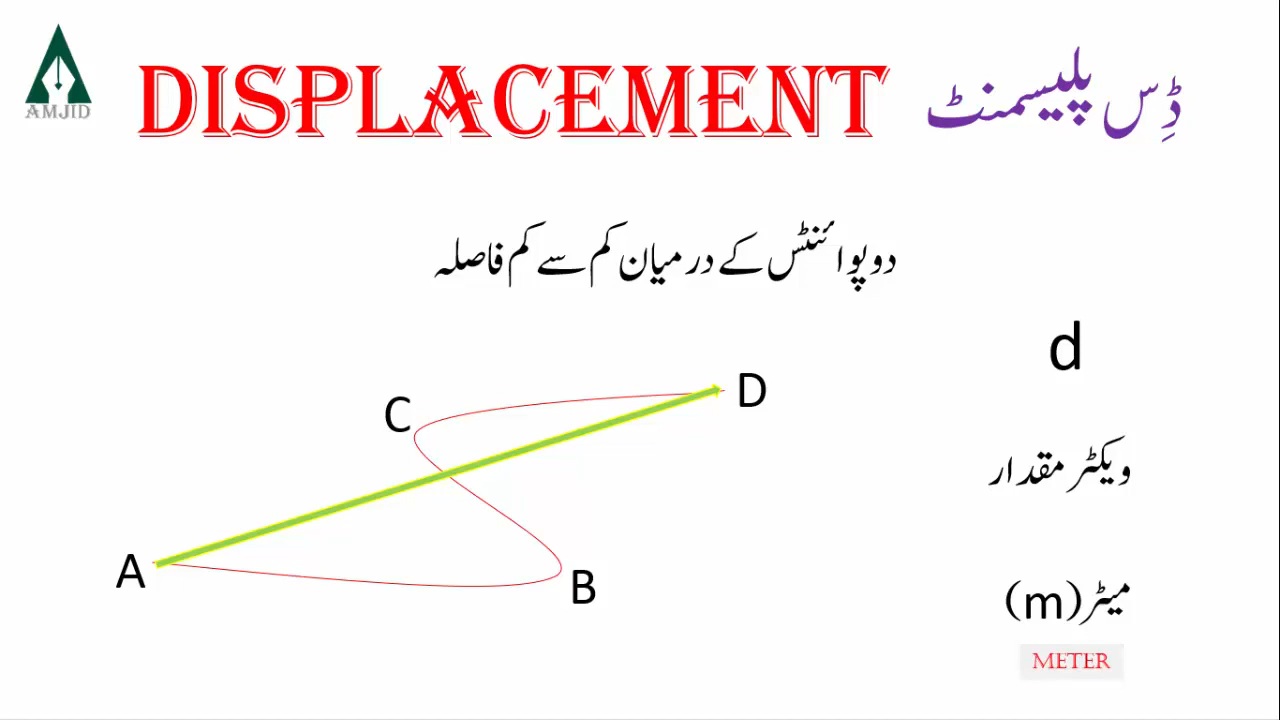 AMJID
DISPLACEMENT ڈِس پلیسمنٹ
دو پوائنٹس کے درمیان کم سے کم فاصلہ
d
C
D
ویکٹر مقدار
A
B
میٹر (m)
METER